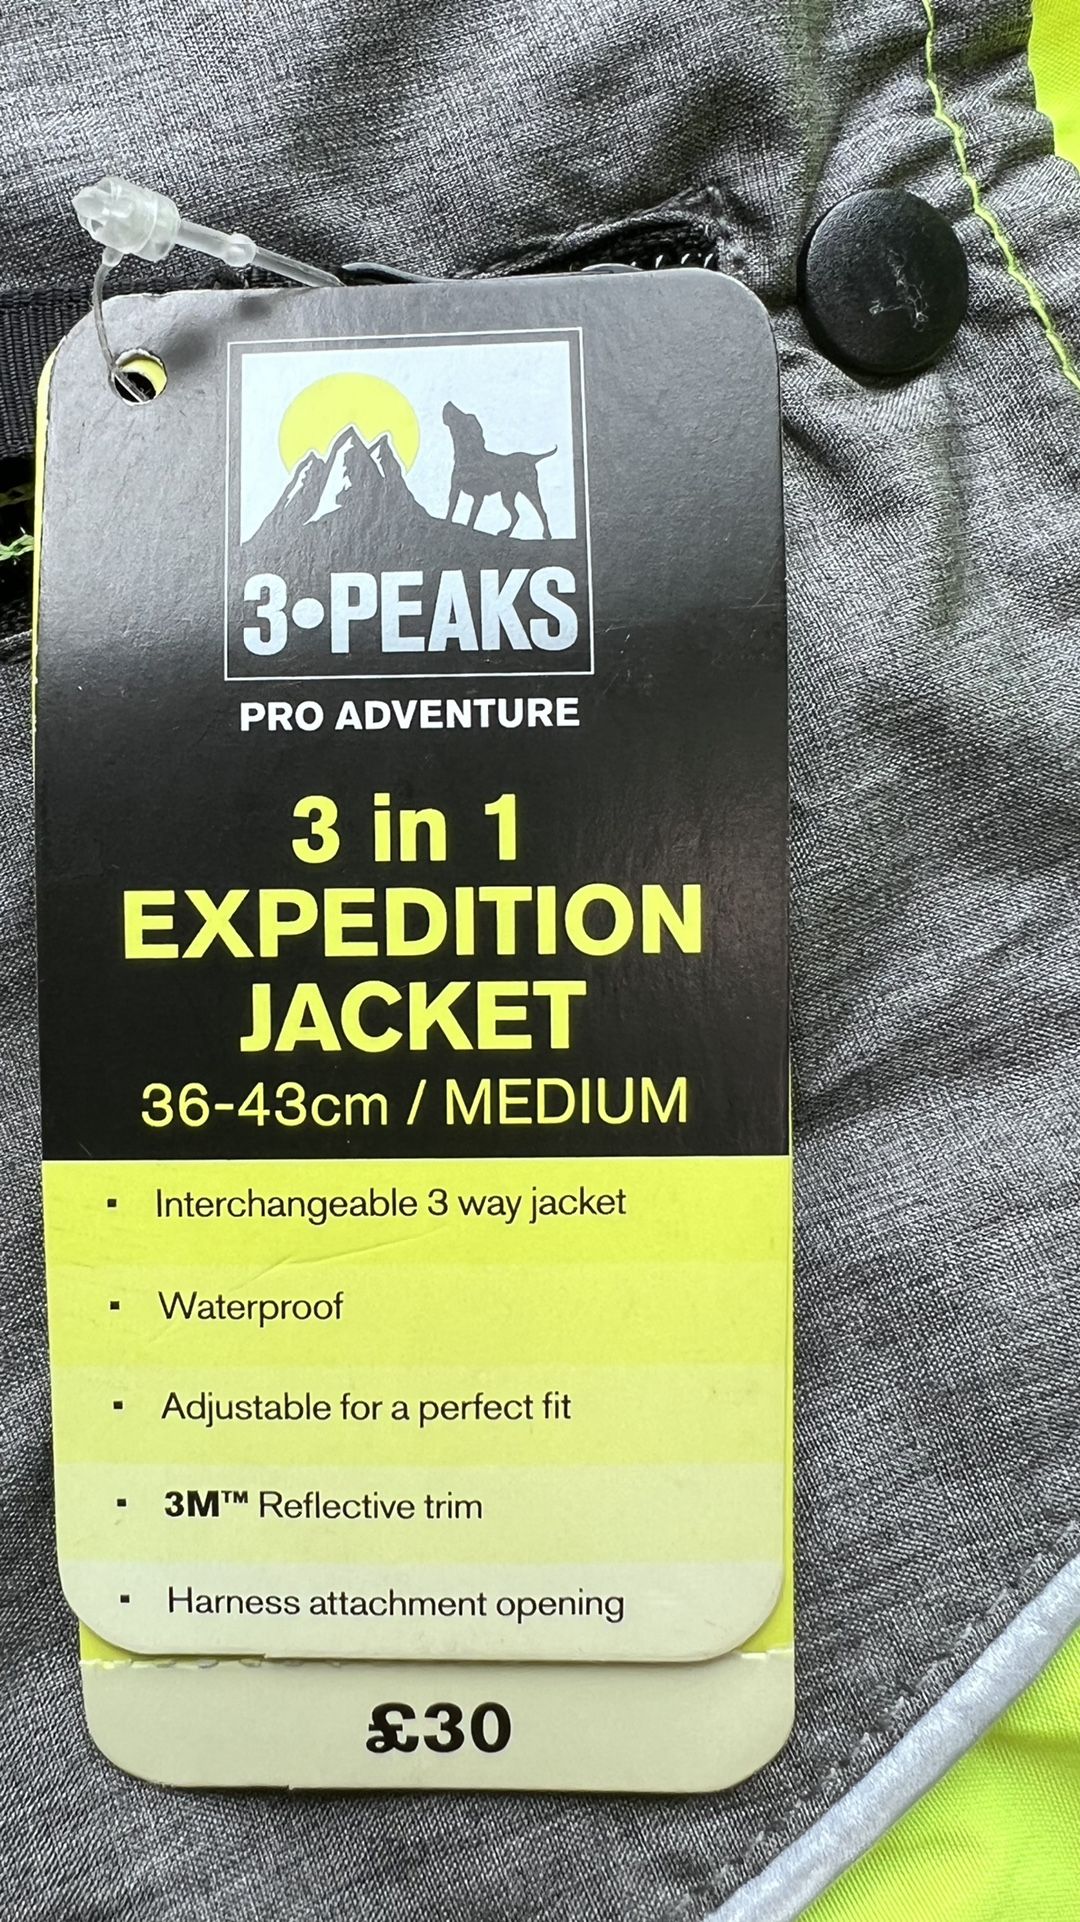 3•PEAKS
PRO ADVENTURE
3 in 1
EXPEDITION
JACKET
36-43cm / MEDIUM
▪ Interchangeable 3 way jacket
▪ Waterproof
▪ Adjustable for a perfect fit
▪ 3M™ Reflective trim
▪ Harness attachment opening
£30